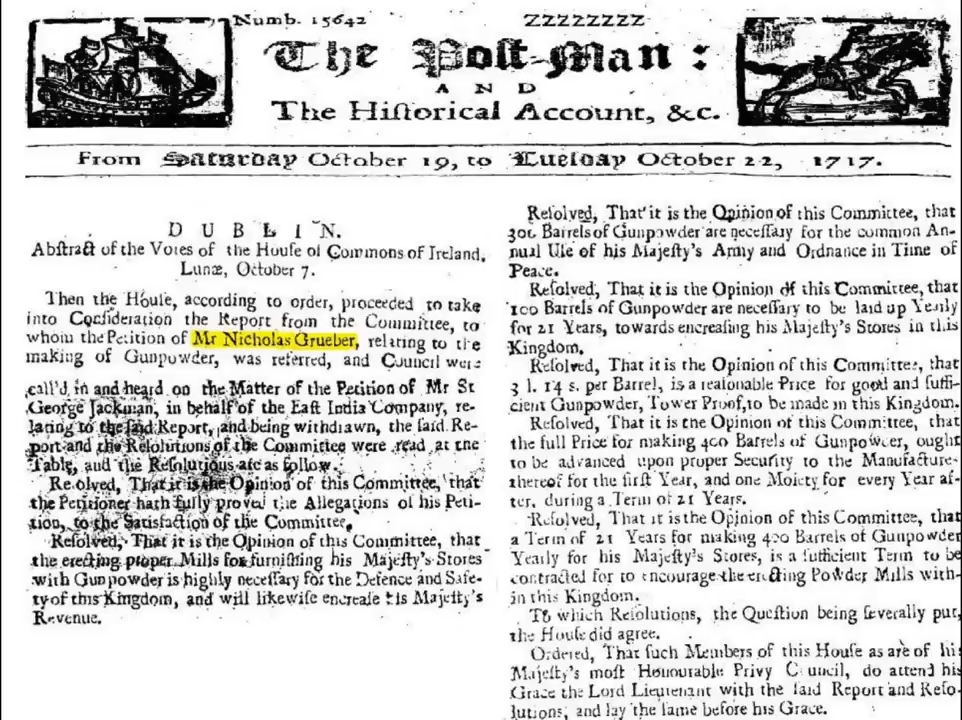 Numb. 15642
ZZZZZZZZ
The Poſt-Man:
AND
The Hiſtorical Account, &c.
From Saturday October 19, to Tueſday October 22, 1717.
DUBLIN.
Abſtract of the Votes of the Houſe of Commons of Ireland,
Lunæ, October 7.
Then the Houſe, according to order, proceeded to take
into Conſideration the Report from the Committee, to
whom the Petition of Mr Nicholas Grueber, relating to the
making of Gunpowder, was referred, and Council were
call'd in and heard on the Matter of the Petition of Mr St
George Jackman, in behalf of the Eaſt India Company, re-
lating to the ſaid Report, and being withdrawn, the ſaid Re-
port and the Reſolutions of the Committee were read at the
Table, and the Reſolutions are as follow.
Reſolved, That it is the Opinion of this Committee, that
the Petitioner hath fully proved the Allegations of his Peti-
tion, to the Satisfaction of the Committee,
Reſolved, That it is the Opinion of this Committee, that
the erecting proper Mills for furniſhing his Majeſty's Stores
with Gunpowder is highly neceſſary for the Defence and Safe-
ty of this Kingdom, and will likewiſe encreaſe his Majeſty's
Revenue.
Reſolved, That it is the Opinion of this Committee, that
300 Barrels of Gunpowder are neceſſary for the common An-
nual Uſe of his Majeſty's Army and Ordnance in Time of
Peace.
Reſolved, That it is the Opinion of this Committee, that
100 Barrels of Gunpowder are neceſſary to be laid up Yearly
for 21 Years, towards encreaſing his Majeſty's Stores in this
Kingdom.
Reſolved, That it is the Opinion of this Committee, that
3 l. 14 s. per Barrel, is a reaſonable Price for good and ſuffi-
cient Gunpowder, Tower Proof, to be made in this Kingdom.
Reſolved, That it is the Opinion of this Committee, that
the full Price for making 400 Barrels of Gunpowder, ought
to be advanced upon proper Security to the Manufacture-
thereof for the firſt Year, and one Moiety for every Year af-
ter, during a Term of 21 Years.
Reſolved, That it is the Opinion of this Committee, that
a Term of 21 Years for making 400 Barrels of Gunpowder
Yearly for his Majeſty's Stores, is a ſufficient Term to be
contracted for to encourage the erecting Powder Mills with-
in this Kingdom.
To which Reſolutions, the Queſtion being ſeverally put,
the Houſe did agree.
Ordered, That ſuch Members of this Houſe as are of his
Majeſty's moſt Honourable Privy Council, do attend his
Grace the Lord Lieutenant with the ſaid Report and Reſo-
lutions, and lay the ſame before his Grace.